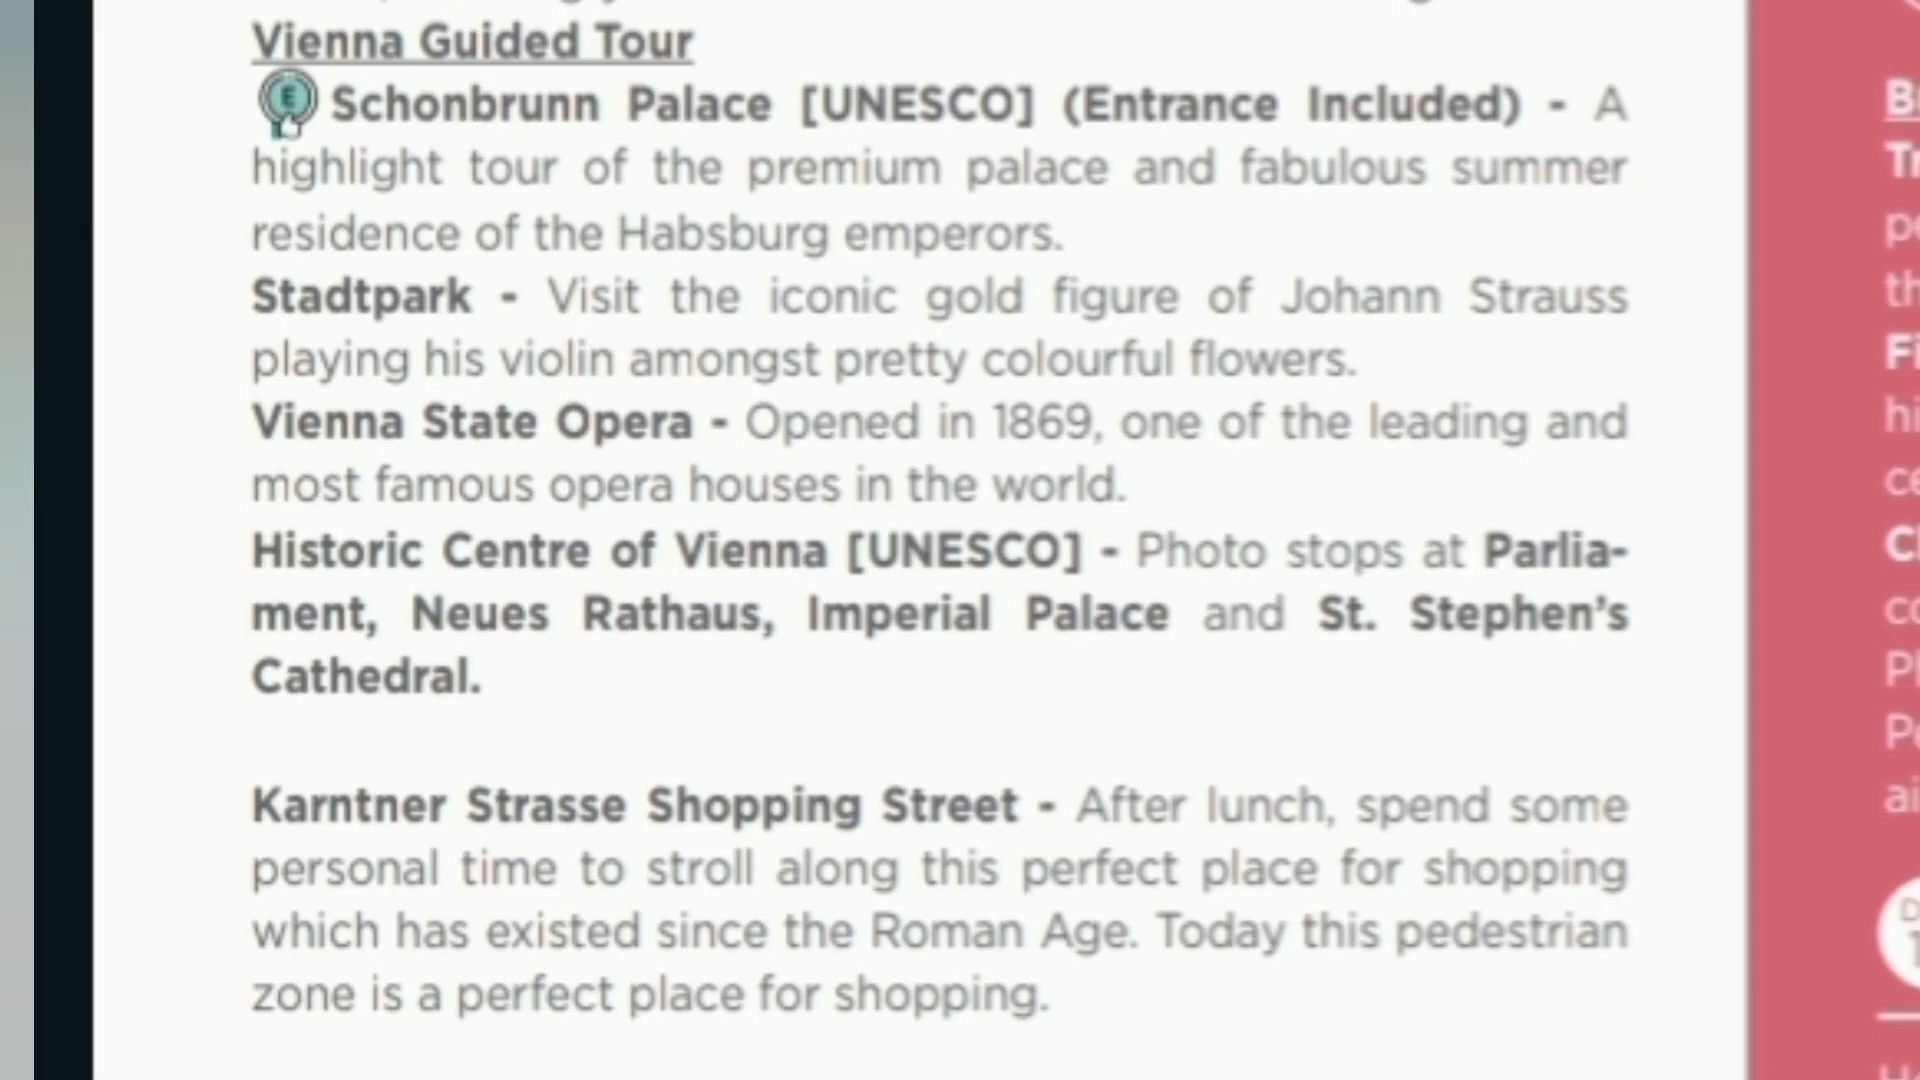 Vienna Guided Tour
E Schonbrunn Palace [UNESCO] (Entrance Included) - A
highlight tour of the premium palace and fabulous summer
residence of the Habsburg emperors.
Stadtpark - Visit the iconic gold figure of Johann Strauss
playing his violin amongst pretty colourful flowers.
Vienna State Opera - Opened in 1869, one of the leading and
most famous opera houses in the world.
Historic Centre of Vienna [UNESCO] - Photo stops at Parlia-
ment, Neues Rathaus, Imperial Palace and St. Stephen's
Cathedral.
Karntner Strasse Shopping Street - After lunch, spend some
personal time to stroll along this perfect place for shopping
which has existed since the Roman Age. Today this pedestrian
zone is a perfect place for shopping.